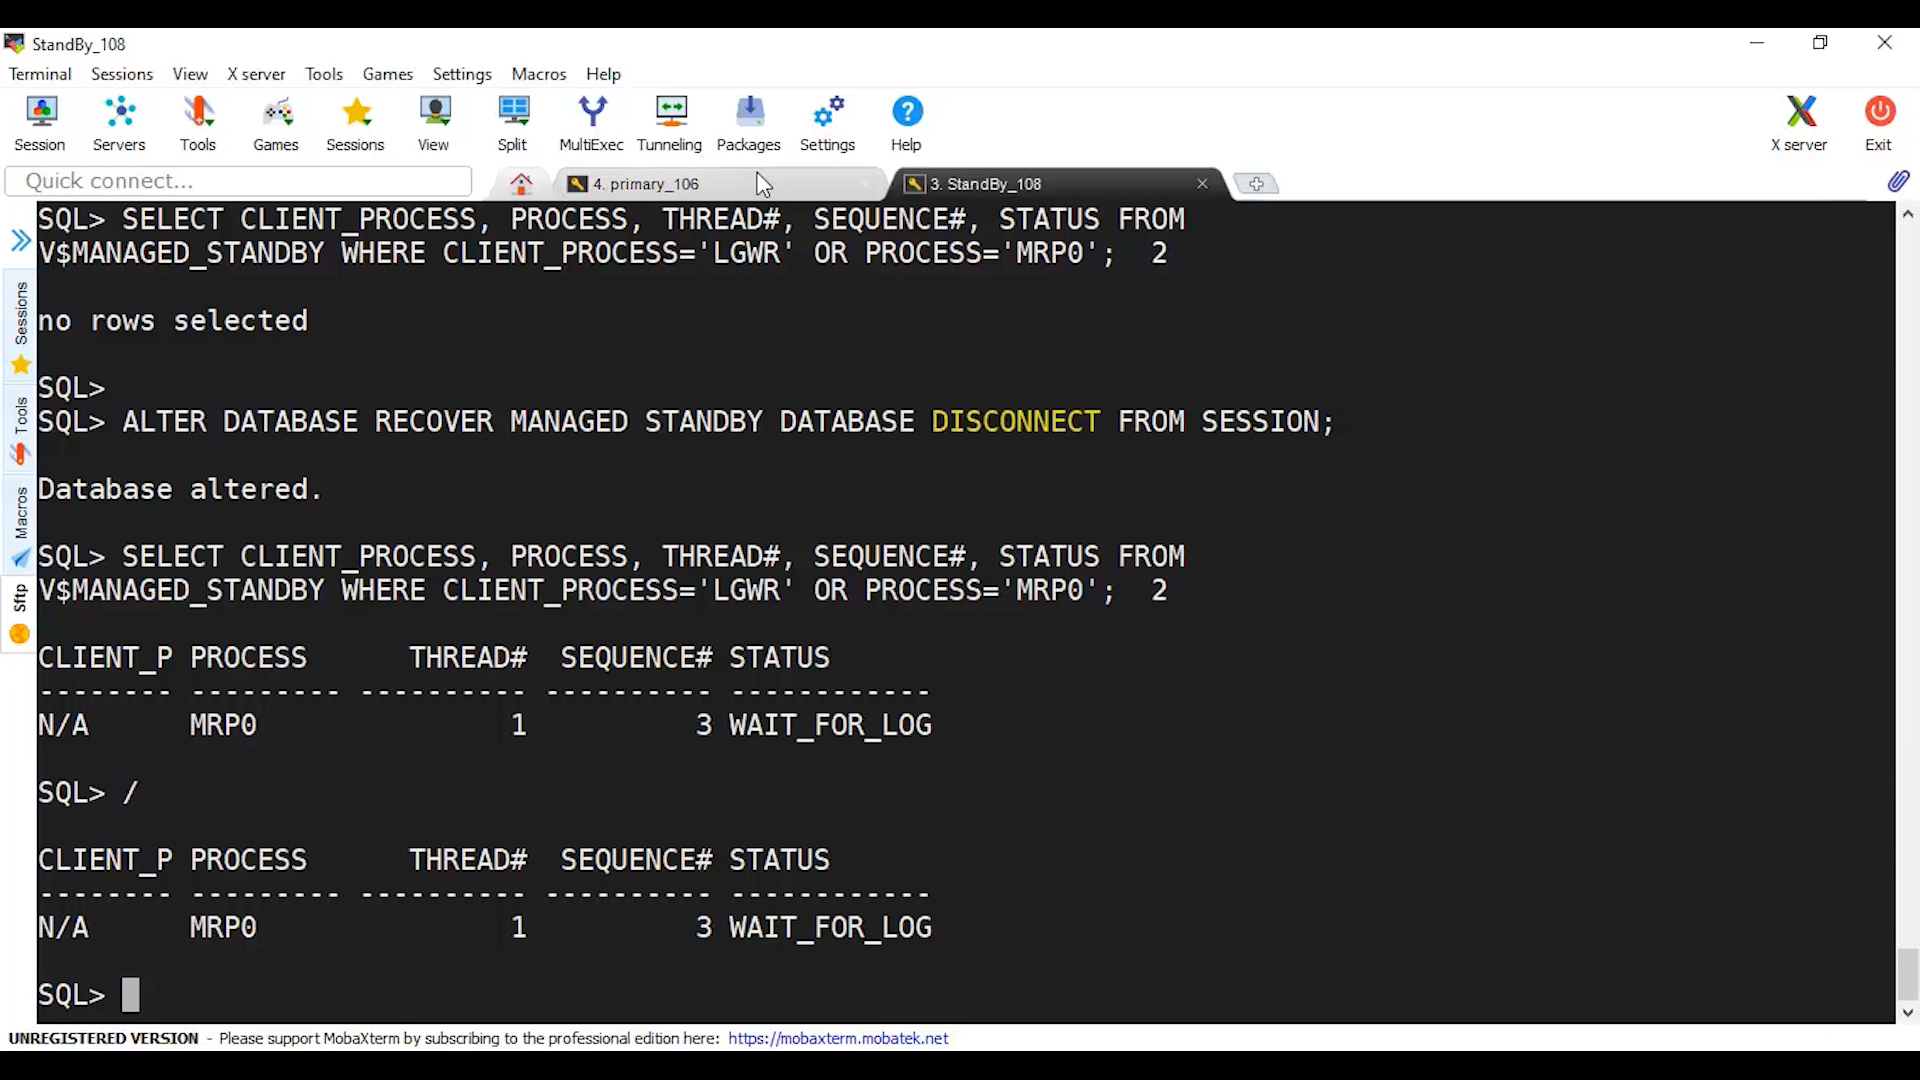 StandBy_108
Terminal Sessions View X server Tools Games Settings Macros Help
Session Servers Tools Games Sessions View Split MultiExec Tunneling Packages Settings Help X server Exit
Quick connect...
4. primary_106
3. StandBy_108
Sessions
Tools
Macros
Sftp
SQL> SELECT CLIENT_PROCESS, PROCESS, THREAD#, SEQUENCE#, STATUS FROM
V$MANAGED_STANDBY WHERE CLIENT_PROCESS='LGWR' OR PROCESS='MRP0';  2
no rows selected
SQL>
SQL> ALTER DATABASE RECOVER MANAGED STANDBY DATABASE DISCONNECT FROM SESSION;
Database altered.
SQL> SELECT CLIENT_PROCESS, PROCESS, THREAD#, SEQUENCE#, STATUS FROM
V$MANAGED_STANDBY WHERE CLIENT_PROCESS='LGWR' OR PROCESS='MRP0';  2
CLIENT_P PROCESS      THREAD#  SEQUENCE# STATUS
-------- --------- ---------- ---------- ------------
N/A      MRP0               1          3 WAIT_FOR_LOG
SQL> /
CLIENT_P PROCESS      THREAD#  SEQUENCE# STATUS
-------- --------- ---------- ---------- ------------
N/A      MRP0               1          3 WAIT_FOR_LOG
SQL>
UNREGISTERED VERSION - Please support MobaXterm by subscribing to the professional edition here: https://mobaxterm.mobatek.net